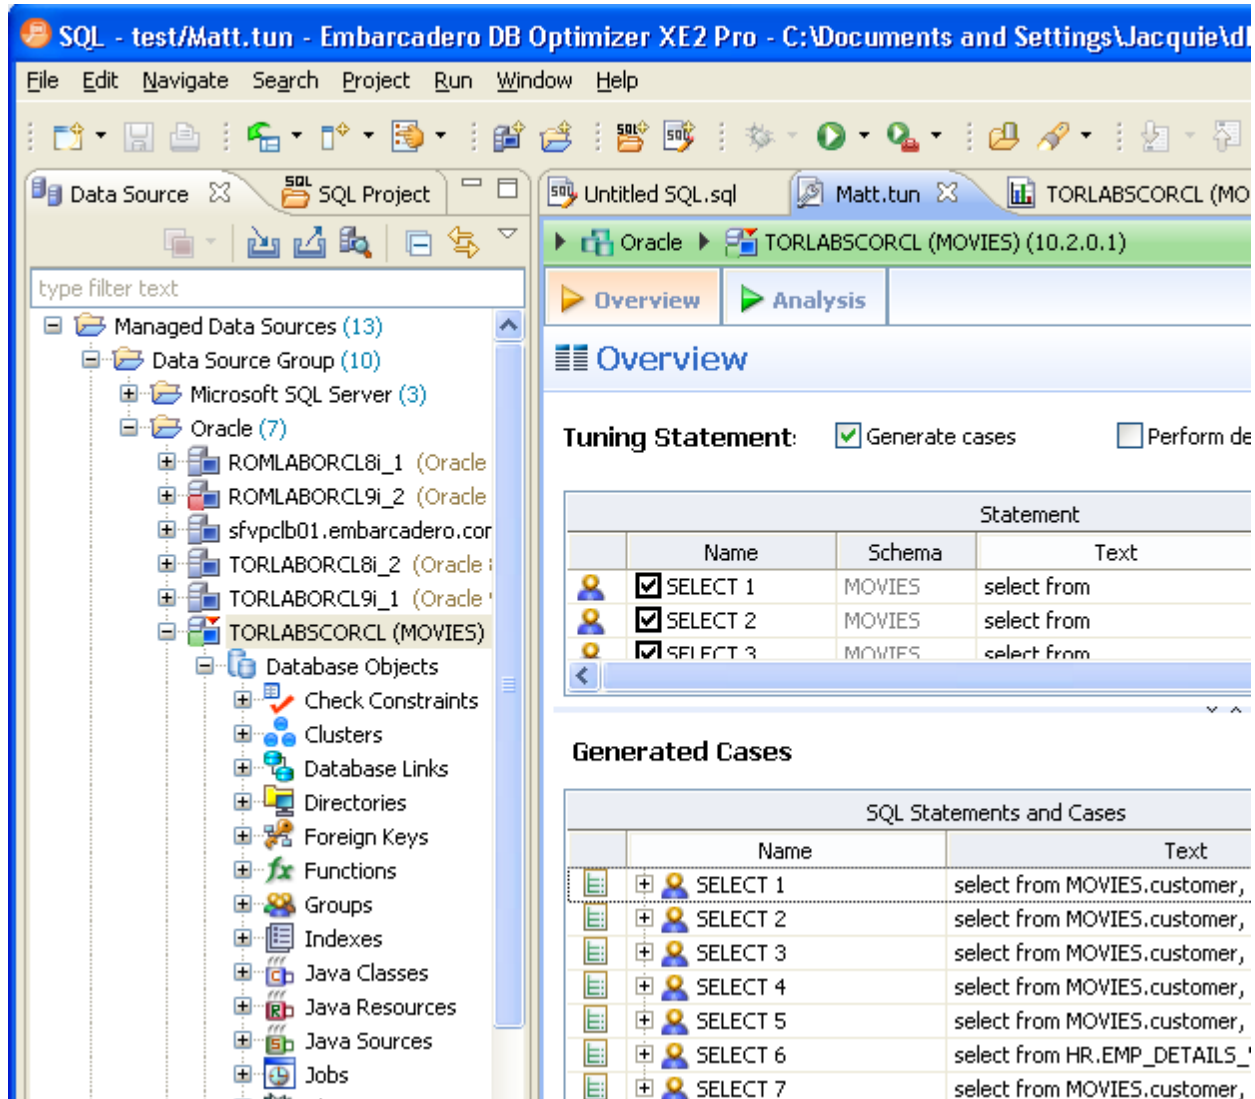 SQL - test/Matt.tun - Embarcadero DB Optimizer XE2 Pro - C:\Documents and Settings\Jacquie\d
File Edit Navigate Search Project Run Window Help
Data Source SQL Project
Untitled SQL.sql Matt.tun TORLABSCORCL (MO
type filter text
Oracle TORLABSCORCL (MOVIES) (10.2.0.1)
Overview Analysis
Overview
Managed Data Sources (13)
Data Source Group (10)
Microsoft SQL Server (3)
Oracle (7)
ROMLABORCL8i_1 (Oracle
ROMLABORCL9i_2 (Oracle
sfvpclb01.embarcadero.cor
TORLABORCL8i_2 (Oracle
TORLABORCL9i_1 (Oracle
TORLABSCORCL (MOVIES)
Database Objects
Check Constraints
Clusters
Database Links
Directories
Foreign Keys
Functions
Groups
Indexes
Java Classes
Java Resources
Java Sources
Jobs
Tuning Statement: Generate cases Perform de
Statement
Name Schema Text
SELECT 1 MOVIES select from
SELECT 2 MOVIES select from
SELECT 3 MOVIES select from
Generated Cases
SQL Statements and Cases
Name Text
SELECT 1 select from MOVIES.customer,
SELECT 2 select from MOVIES.customer,
SELECT 3 select from MOVIES.customer,
SELECT 4 select from MOVIES.customer,
SELECT 5 select from MOVIES.customer,
SELECT 6 select from HR.EMP_DETAILS_
SELECT 7 select from MOVIES.customer,